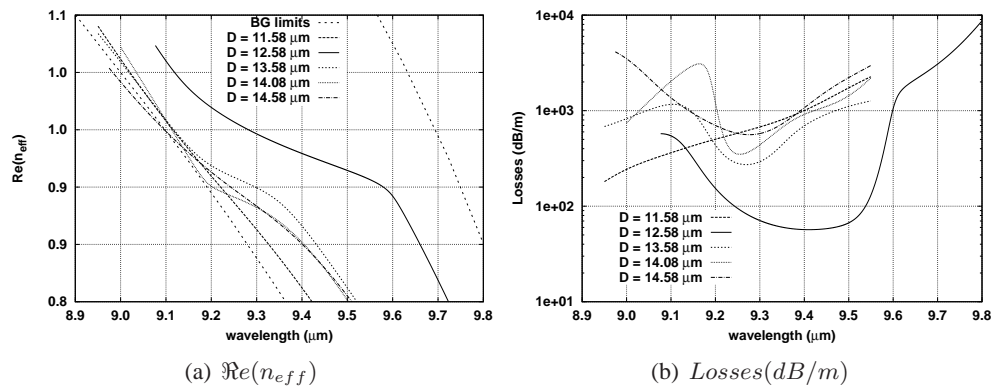 1.1
1.0
1.0
0.9
0.9
0.8
Re(neff)
BG limits
D = 11.58 μm
D = 12.58 μm
D = 13.58 μm
D = 14.08 μm
D = 14.58 μm
8.9 9.0 9.1 9.2 9.3 9.4 9.5 9.6 9.7 9.8
wavelength (μm)
(a) ℜe(neff)
1e+04
1e+03
1e+02
1e+01
Losses (dB/m)
D = 11.58 μm
D = 12.58 μm
D = 13.58 μm
D = 14.08 μm
D = 14.58 μm
8.9 9.0 9.1 9.2 9.3 9.4 9.5 9.6 9.7 9.8
wavelength (μm)
(b) Losses(dB/m)